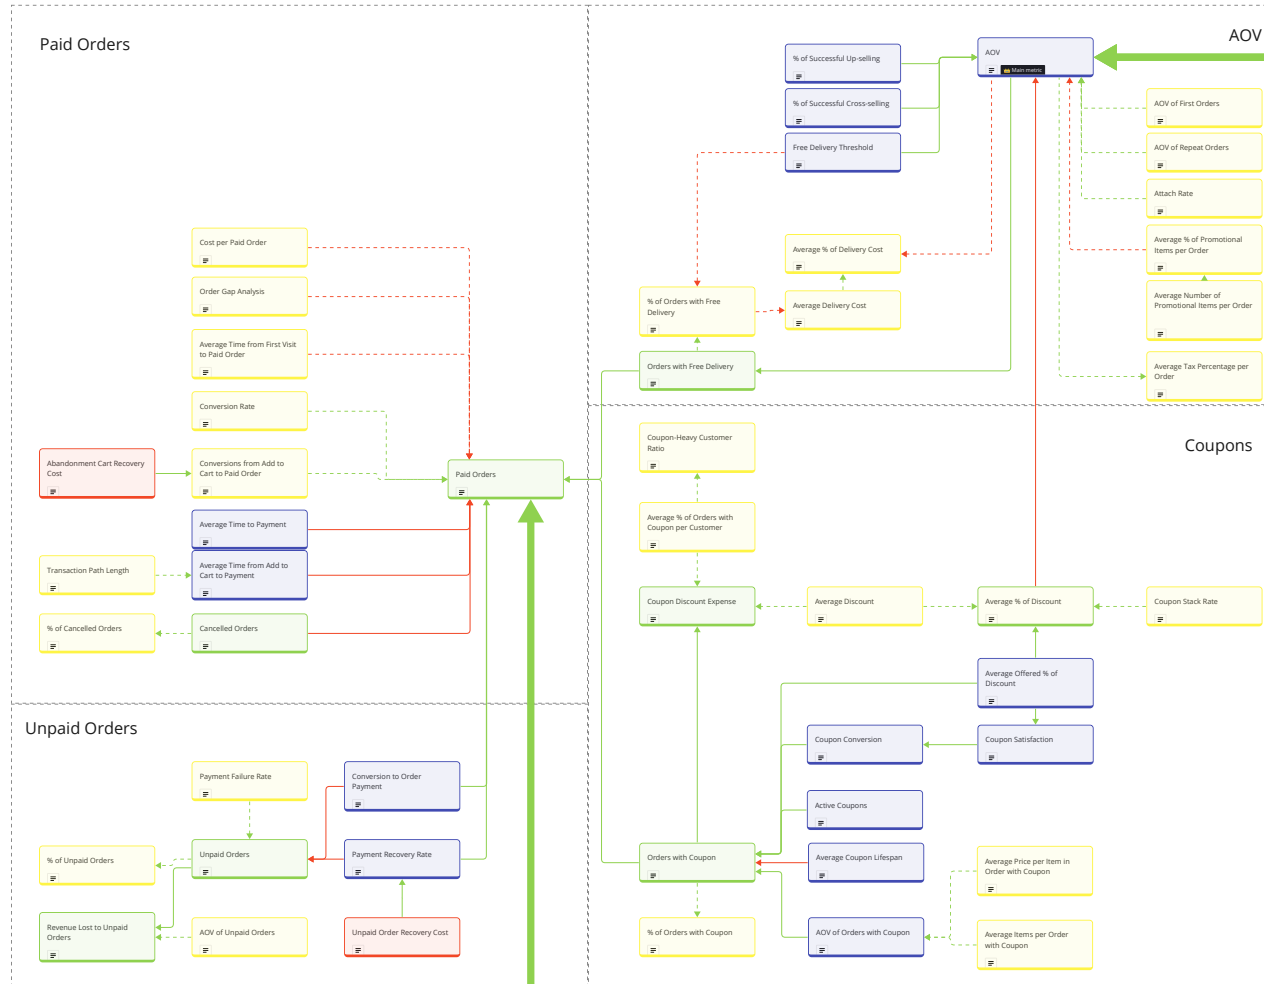 Paid Orders
Cost per Paid Order
Order Gap Analysis
Average Time from First Visit
to Paid Order
Conversion Rate
Abandonment Cart Recovery
Cost
Conversions from Add to
Cart to Paid Order
Paid Orders
Average Time to Payment
Transaction Path Length
Average Time from Add to
Cart to Payment
% of Cancelled Orders
Cancelled Orders
Unpaid Orders
Payment Failure Rate
Conversion to Order
Payment
% of Unpaid Orders
Unpaid Orders
Payment Recovery Rate
Revenue Lost to Unpaid
Orders
AOV of Unpaid Orders
Unpaid Order Recovery Cost
AOV
% of Successful Up-selling
AOV
Main metric
% of Successful Cross-selling
AOV of First Orders
Free Delivery Threshold
AOV of Repeat Orders
Attach Rate
Average % of Delivery Cost
Average % of Promotional
Items per Order
% of Orders with Free
Delivery
Average Delivery Cost
Average Number of
Promotional Items per Order
Orders with Free Delivery
Average Tax Percentage per
Order
Coupons
Coupon-Heavy Customer
Ratio
Average % of Orders with
Coupon per Customer
Coupon Discount Expense
Average Discount
Average % of Discount
Coupon Stack Rate
Average Offered % of
Discount
Coupon Conversion
Coupon Satisfaction
Active Coupons
Orders with Coupon
Average Coupon Lifespan
Average Price per Item in
Order with Coupon
% of Orders with Coupon
AOV of Orders with Coupon
Average Items per Order
with Coupon